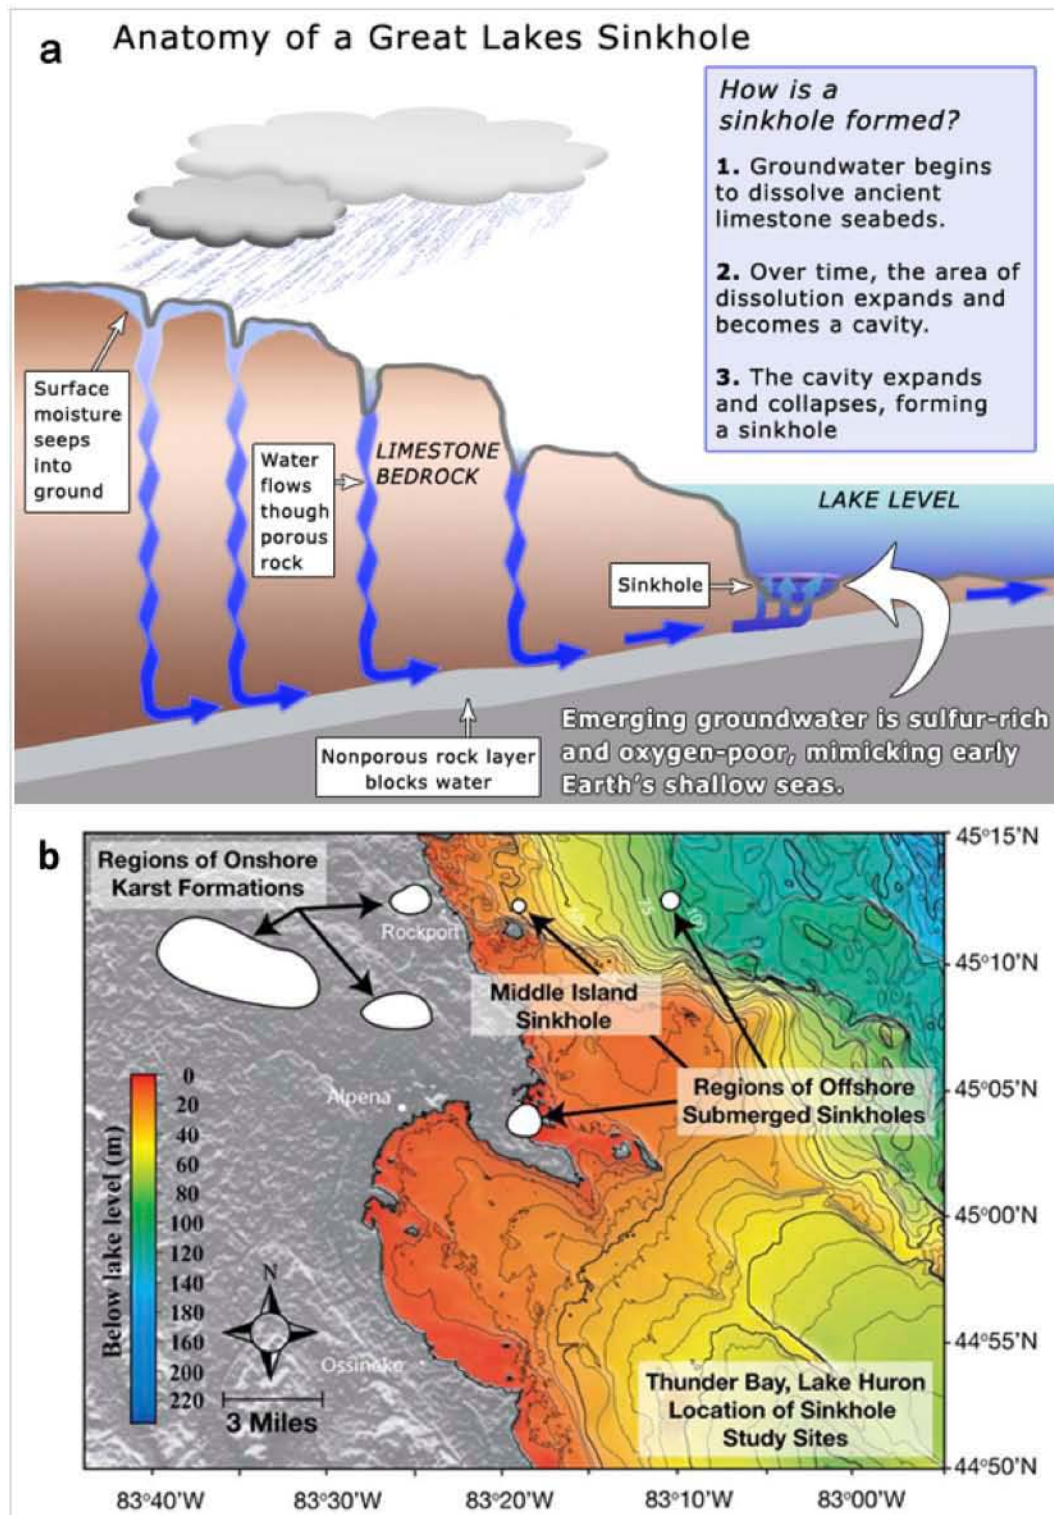 a
Anatomy of a Great Lakes Sinkhole
How is a
sinkhole formed?
1. Groundwater begins
to dissolve ancient
limestone seabeds.
2. Over time, the area of
dissolution expands and
becomes a cavity.
3. The cavity expands
and collapses, forming
a sinkhole
Surface
moisture
seeps
into
ground
Water
flows
though
porous
rock
LIMESTONE
BEDROCK
LAKE LEVEL
Sinkhole
Nonporous rock layer
blocks water
Emerging groundwater is sulfur-rich
and oxygen-poor, mimicking early
Earth's shallow seas.
b
Regions of Onshore
Karst Formations
Rockport
Middle Island
Sinkhole
Alpena
Regions of Offshore
Submerged Sinkholes
Below lake level (m)
0
20
40
60
80
100
120
140
180
160
200
220
N
Ossineke
3 Miles
Thunder Bay, Lake Huron
Location of Sinkhole
Study Sites
45°15'N
45°10'N
45°05'N
45°00'N
44°55'N
44°50'N
83°40'W
83°30'W
83°20'W
83°10'W
83°00'W